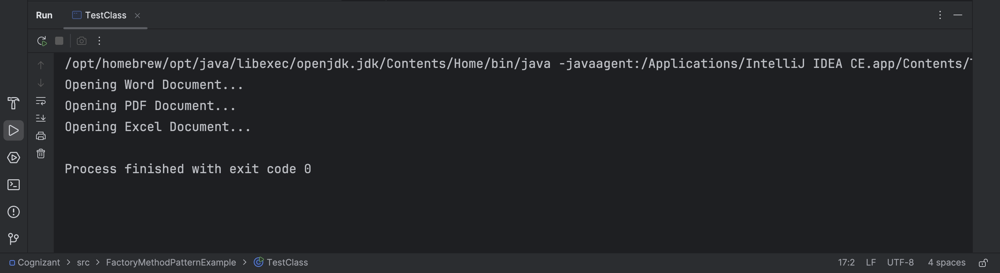 Run TestClass
/opt/homebrew/opt/java/libexec/openjdk.jdk/Contents/Home/bin/java -javaagent:/Applications/IntelliJ IDEA CE.app/Contents/
Opening Word Document...
Opening PDF Document...
Opening Excel Document...
Process finished with exit code 0
Cognizant > src > FactoryMethodPatternExample > TestClass 17:2 LF UTF-8 4 spaces